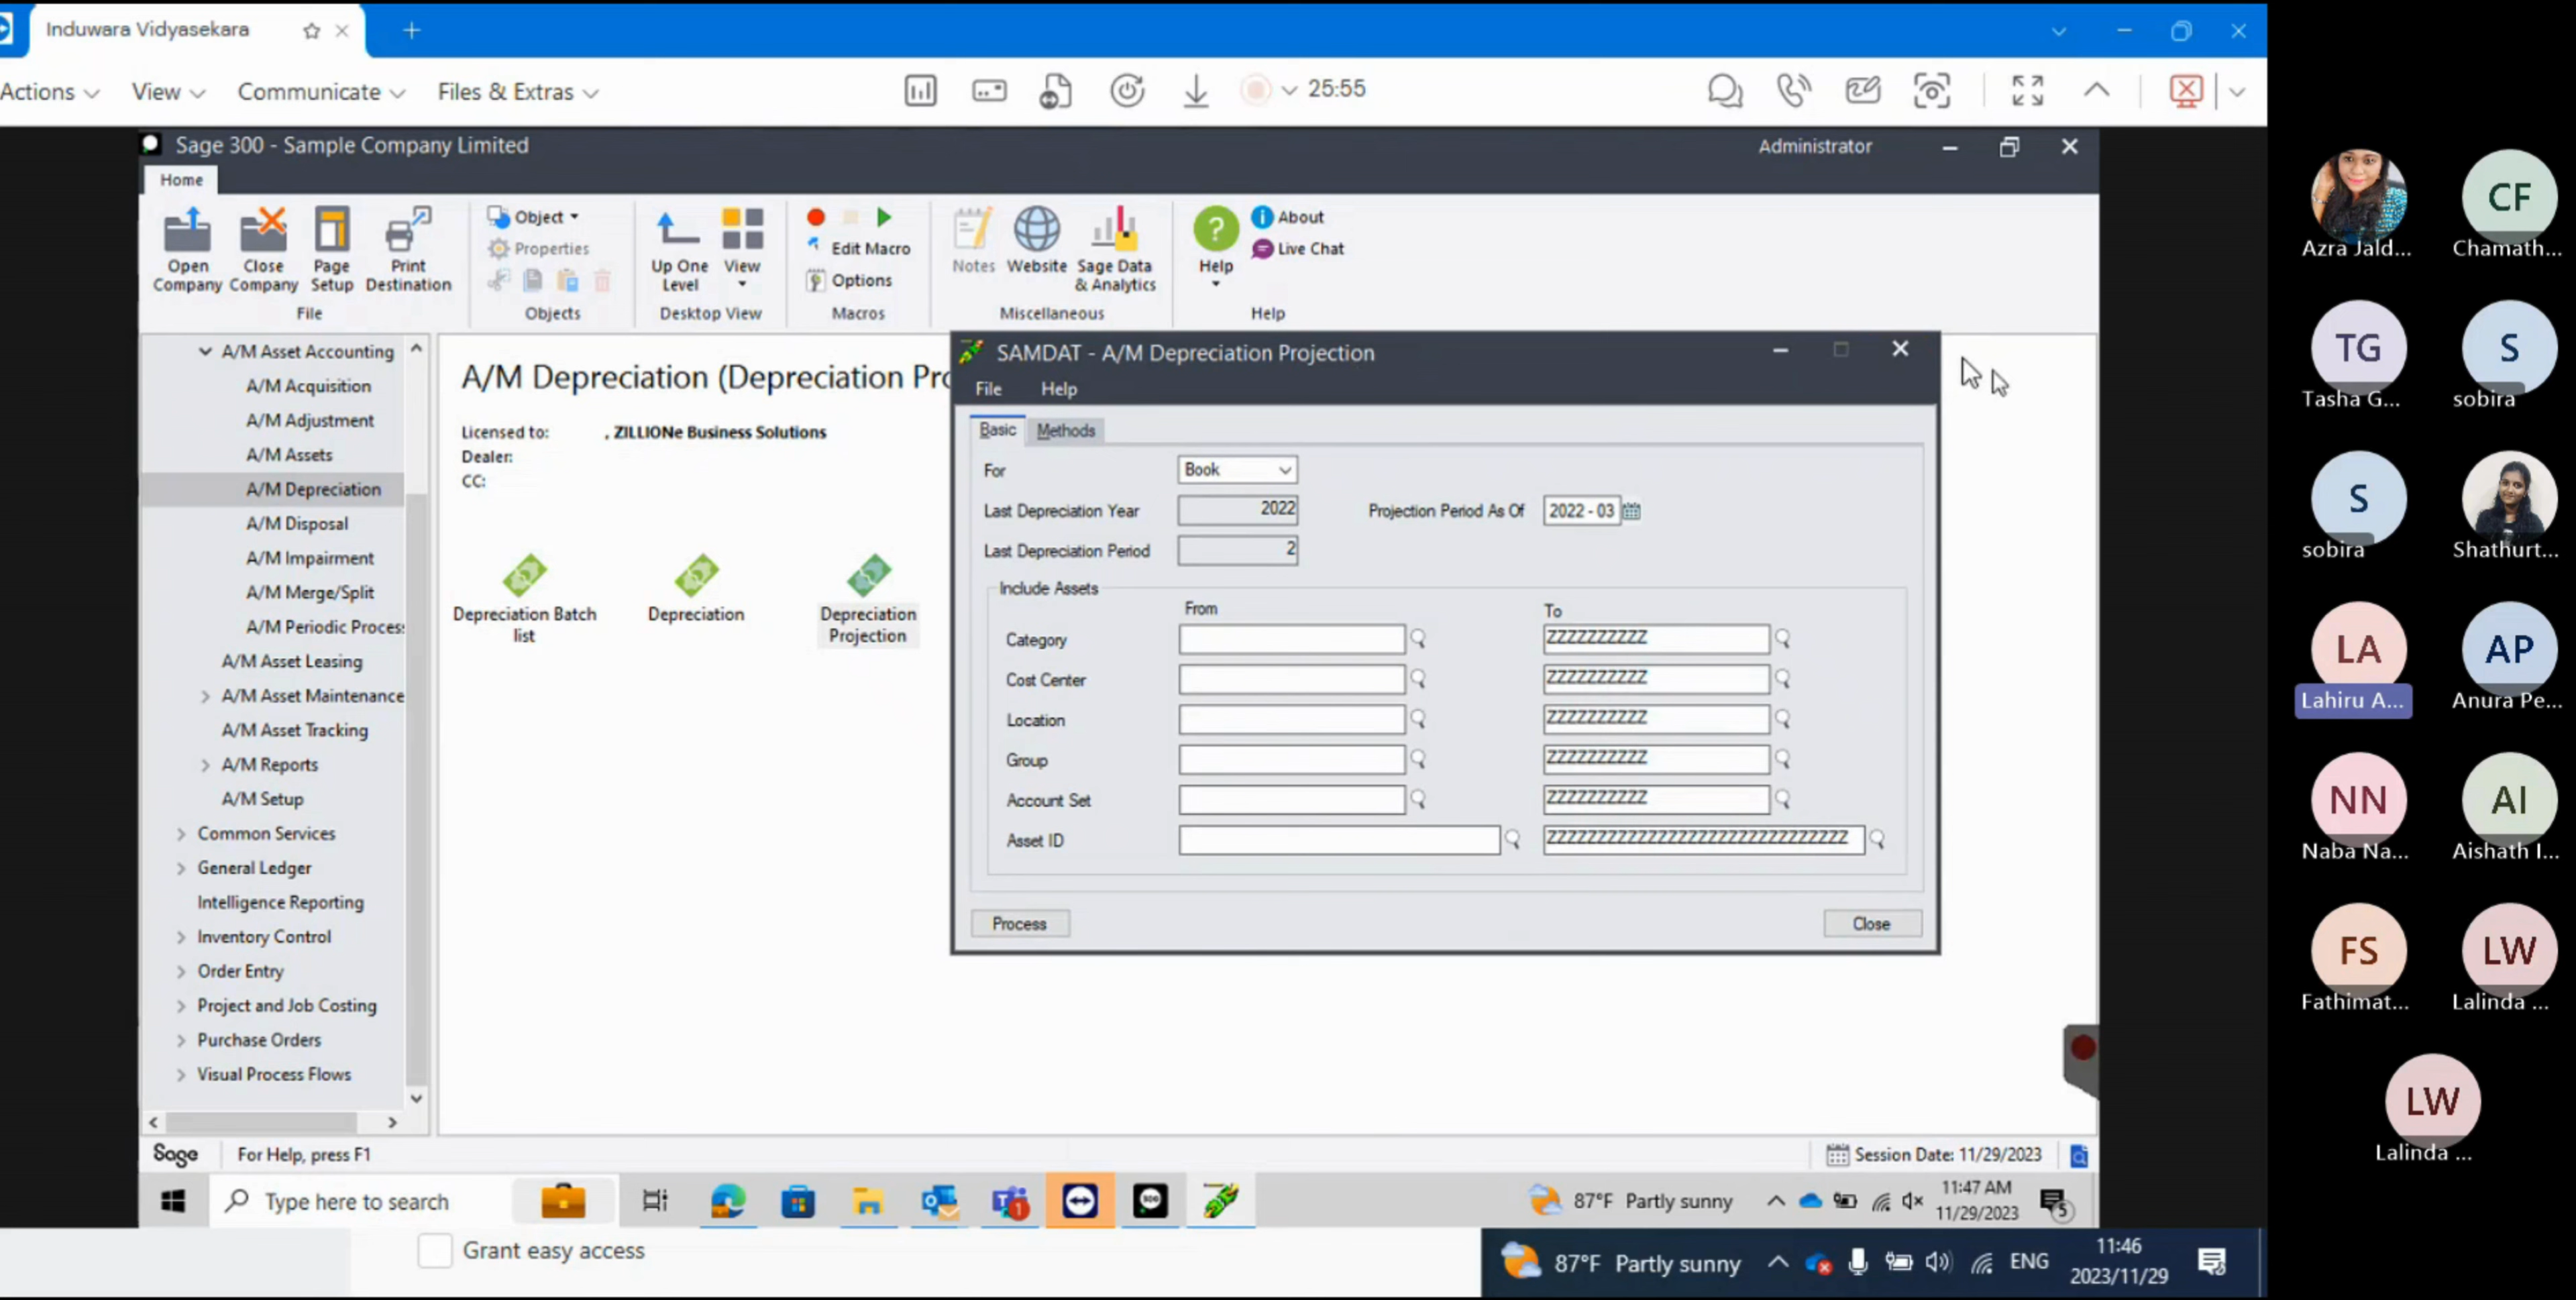 Induwara Vidyasekara
Actions View Communicate Files & Extras 25:55
Sage 300 - Sample Company Limited Administrator
Home
Open Company
Close Company
Page Setup
Print Destination
File
Object
Properties
Objects
Up One Level
View
Desktop View
Edit Macro
Options
Macros
Notes
Website
Sage Data & Analytics
Miscellaneous
Help
About
Live Chat
Help
A/M Asset Accounting
A/M Acquisition
A/M Adjustment
A/M Assets
A/M Depreciation
A/M Disposal
A/M Impairment
A/M Merge/Split
A/M Periodic Process
A/M Asset Leasing
A/M Asset Maintenance
A/M Asset Tracking
A/M Reports
A/M Setup
Common Services
General Ledger
Intelligence Reporting
Inventory Control
Order Entry
Project and Job Costing
Purchase Orders
Visual Process Flows
A/M Depreciation (Depreciation Pro
Licensed to: , ZILLIONe Business Solutions
Dealer:
CC:
Depreciation Batch list
Depreciation
Depreciation Projection
SAMDAT - A/M Depreciation Projection
File Help
Basic Methods
For Book
Last Depreciation Year 2022 Projection Period As Of 2022 - 03
Last Depreciation Period 2
Include Assets
From To
Category ZZZZZZZZZZ
Cost Center ZZZZZZZZZZ
Location ZZZZZZZZZZ
Group ZZZZZZZZZZ
Account Set ZZZZZZZZZZ
Asset ID ZZZZZZZZZZZZZZZZZZZZZZZZZZZZZZ
Process Close
Sage For Help, press F1 Session Date: 11/29/2023
Type here to search
300
1
87°F Partly sunny
11:47 AM
11/29/2023
5
Grant easy access
87°F Partly sunny ENG
11:46
2023/11/29
Azra Jald...
CF
Chamath...
TG
Tasha G...
S
sobira
S
sobira
Shathurt...
LA
Lahiru A...
AP
Anura Pe...
NN
Naba Na...
AI
Aishath I...
FS
Fathimat...
LW
Lalinda ...
LW
Lalinda ...